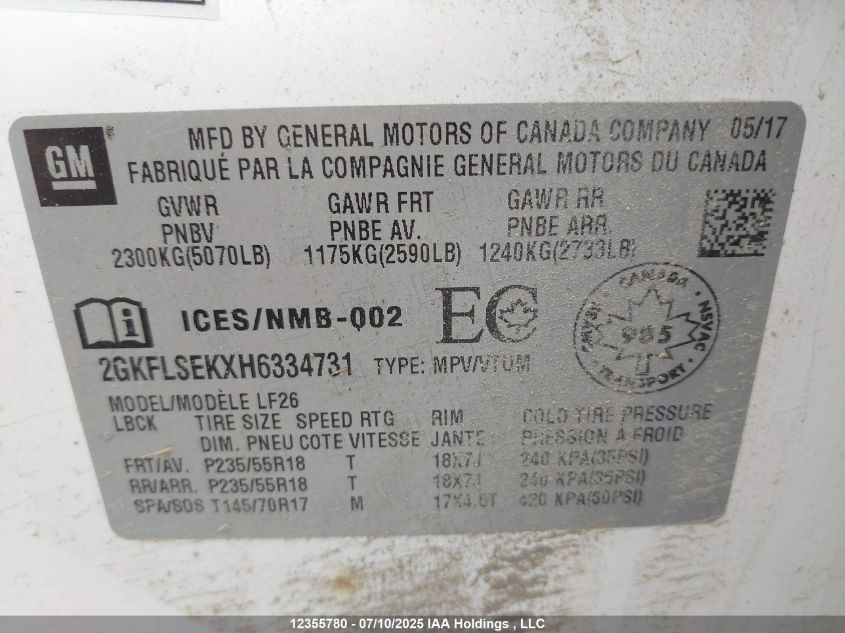 GM
MFD BY GENERAL MOTORS OF CANADA COMPANY 05/17
FABRIQUÉ PAR LA COMPAGNIE GENERAL MOTORS DU CANADA
GVWR GAWR FRT GAWR RR
PNBV PNBE AV. PNBE ARR.
2300KG(5070LB) 1175KG(2590LB) 1240KG(2733LB)
i ICES/NMB-002 EC
CANADA
NSVAC
TRANSPORT
RSVAC
985
2GKFLSEKXH6334731 TYPE: MPV/VTUM
MODEL/MODÈLE LF26
LBCK TIRE SIZE SPEED RTG RIM COLD TIRE PRESSURE
DIM. PNEU COTE VITESSE JANTE PRESSION A FROID
FRT/AV. P235/55R18 T 18X7J 240 KPA(35PSI)
RR/ARR. P235/55R18 T 18X7J 240 KPA(35PSI)
SPA/SOS T145/70R17 M 17X4.5T 420 KPA(60PSI)
12355780 - 07/10/2025 IAA Holdings , LLC